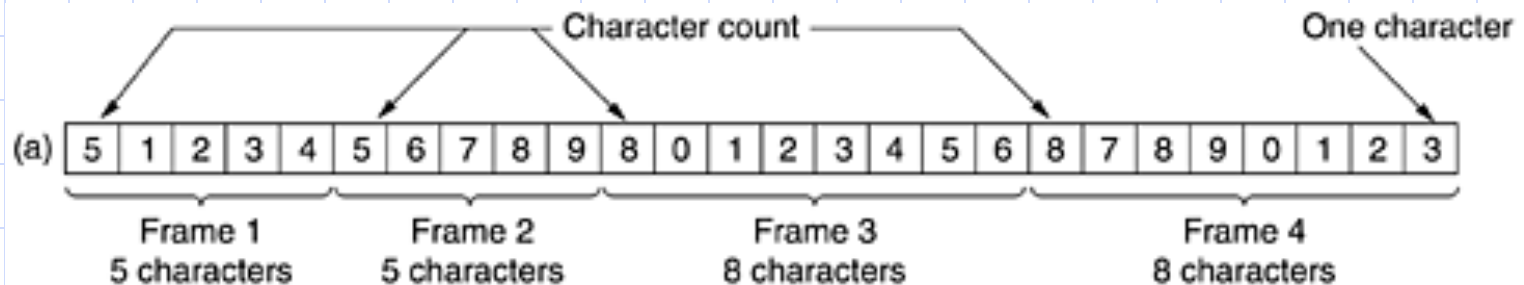 Character count One character
(a) 5 1 2 3 4 5 6 7 8 9 8 0 1 2 3 4 5 6 8 7 8 9 0 1 2 3
Frame 1 Frame 2 Frame 3 Frame 4
5 characters 5 characters 8 characters 8 characters